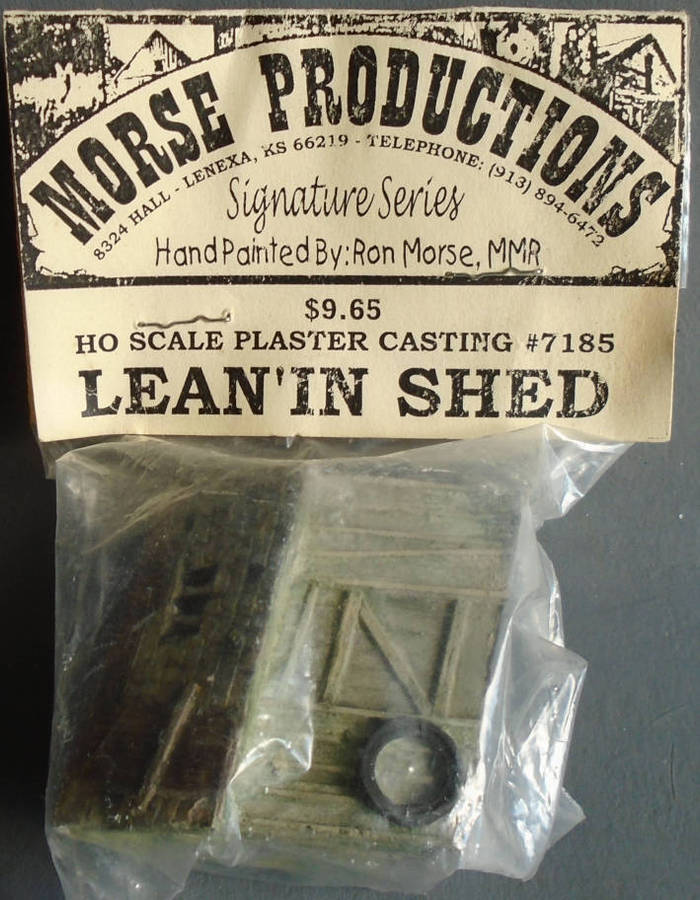 MORSE PRODUCTIONS
8324 HALL - LENEXA, KS 66219 - TELEPHONE: (913) 894-6472
Signature Series
Hand Painted By: Ron Morse, MMR
$9.65
HO SCALE PLASTER CASTING #7185
LEAN'IN SHED